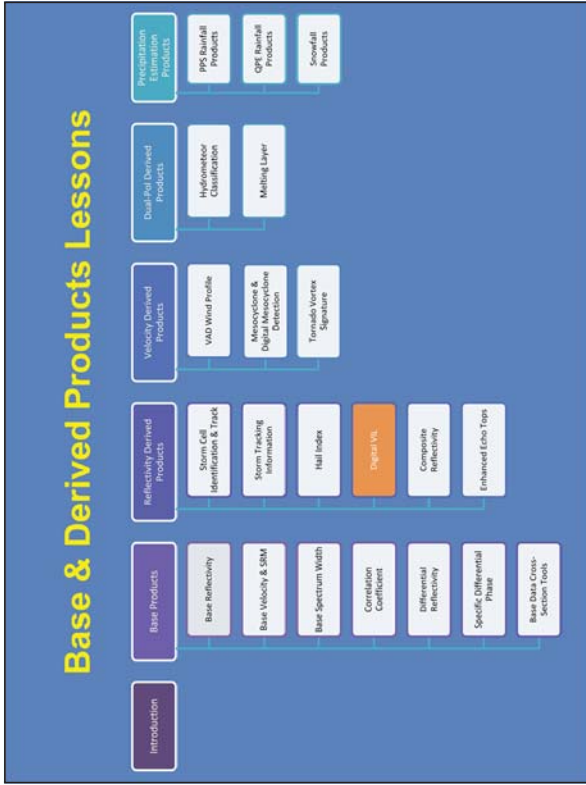 Base & Derived Products Lessons
Introduction
Base Products
Base Reflectivity
Base Velocity & SRM
Base Spectrum Width
Correlation
Coefficient
Differential
Reflectivity
Specific Differential
Phase
Base Data Cross-
Section Tools
Reflectivity Derived
Products
Storm Cell
Identification & Track
Storm Tracking
Information
Hail Index
Digital VIL
Composite
Reflectivity
Enhanced Echo Tops
Velocity Derived
Products
VAD Wind Profile
Mesocyclone &
Digital Mesocyclone
Detection
Tornado Vortex
Signature
Dual-Pol Derived
Products
Hydrometeor
Classification
Melting Layer
Precipitation
Estimation
Products
PPS Rainfall
Products
QPE Rainfall
Products
Snowfall
Products